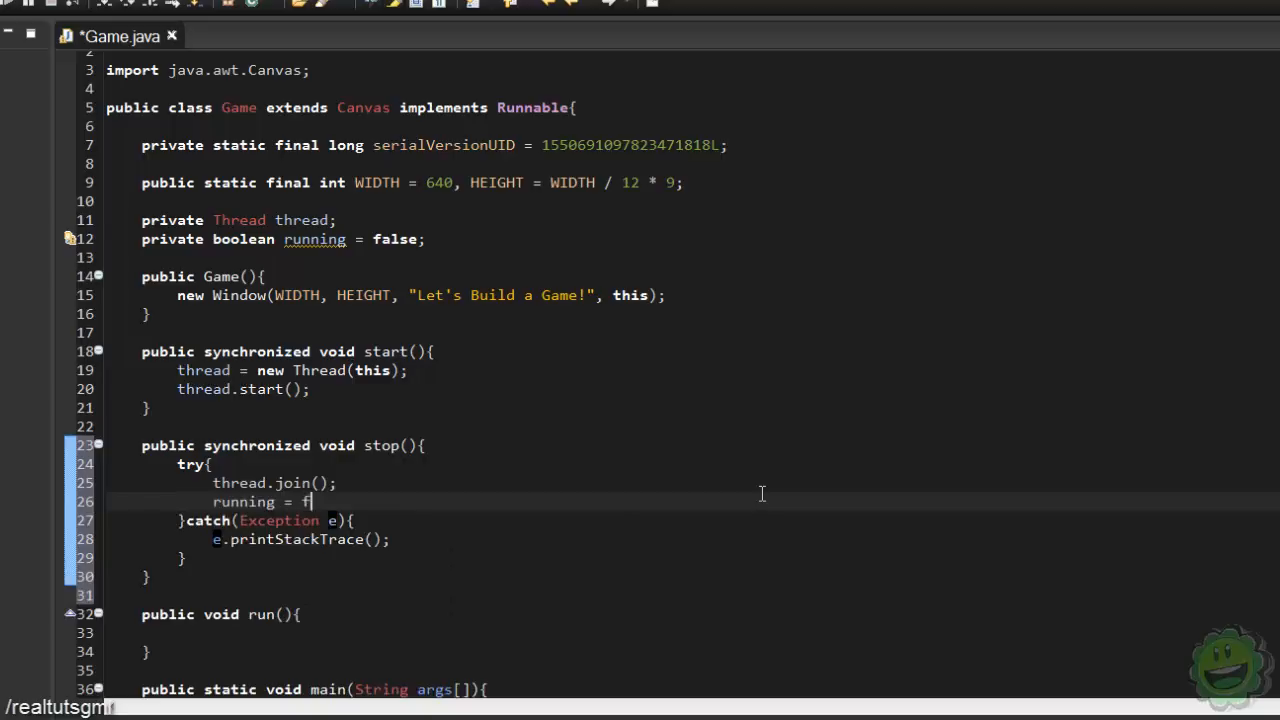 *Game.java
2
3 import java.awt.Canvas;
4
5 public class Game extends Canvas implements Runnable{
6
7 private static final long serialVersionUID = 1550691097823471818L;
8
9 public static final int WIDTH = 640, HEIGHT = WIDTH / 12 * 9;
10
11 private Thread thread;
12 private boolean running = false;
13
14 public Game(){
15 new Window(WIDTH, HEIGHT, "Let's Build a Game!", this);
16 }
17
18 public synchronized void start(){
19 thread = new Thread(this);
20 thread.start();
21 }
22
23 public synchronized void stop(){
24 try{
25 thread.join();
26 running = f
27 }catch(Exception e){
28 e.printStackTrace();
29 }
30 }
31
32 public void run(){
33
34 }
35
36 public static void main(String args[]){
/realtutsgml